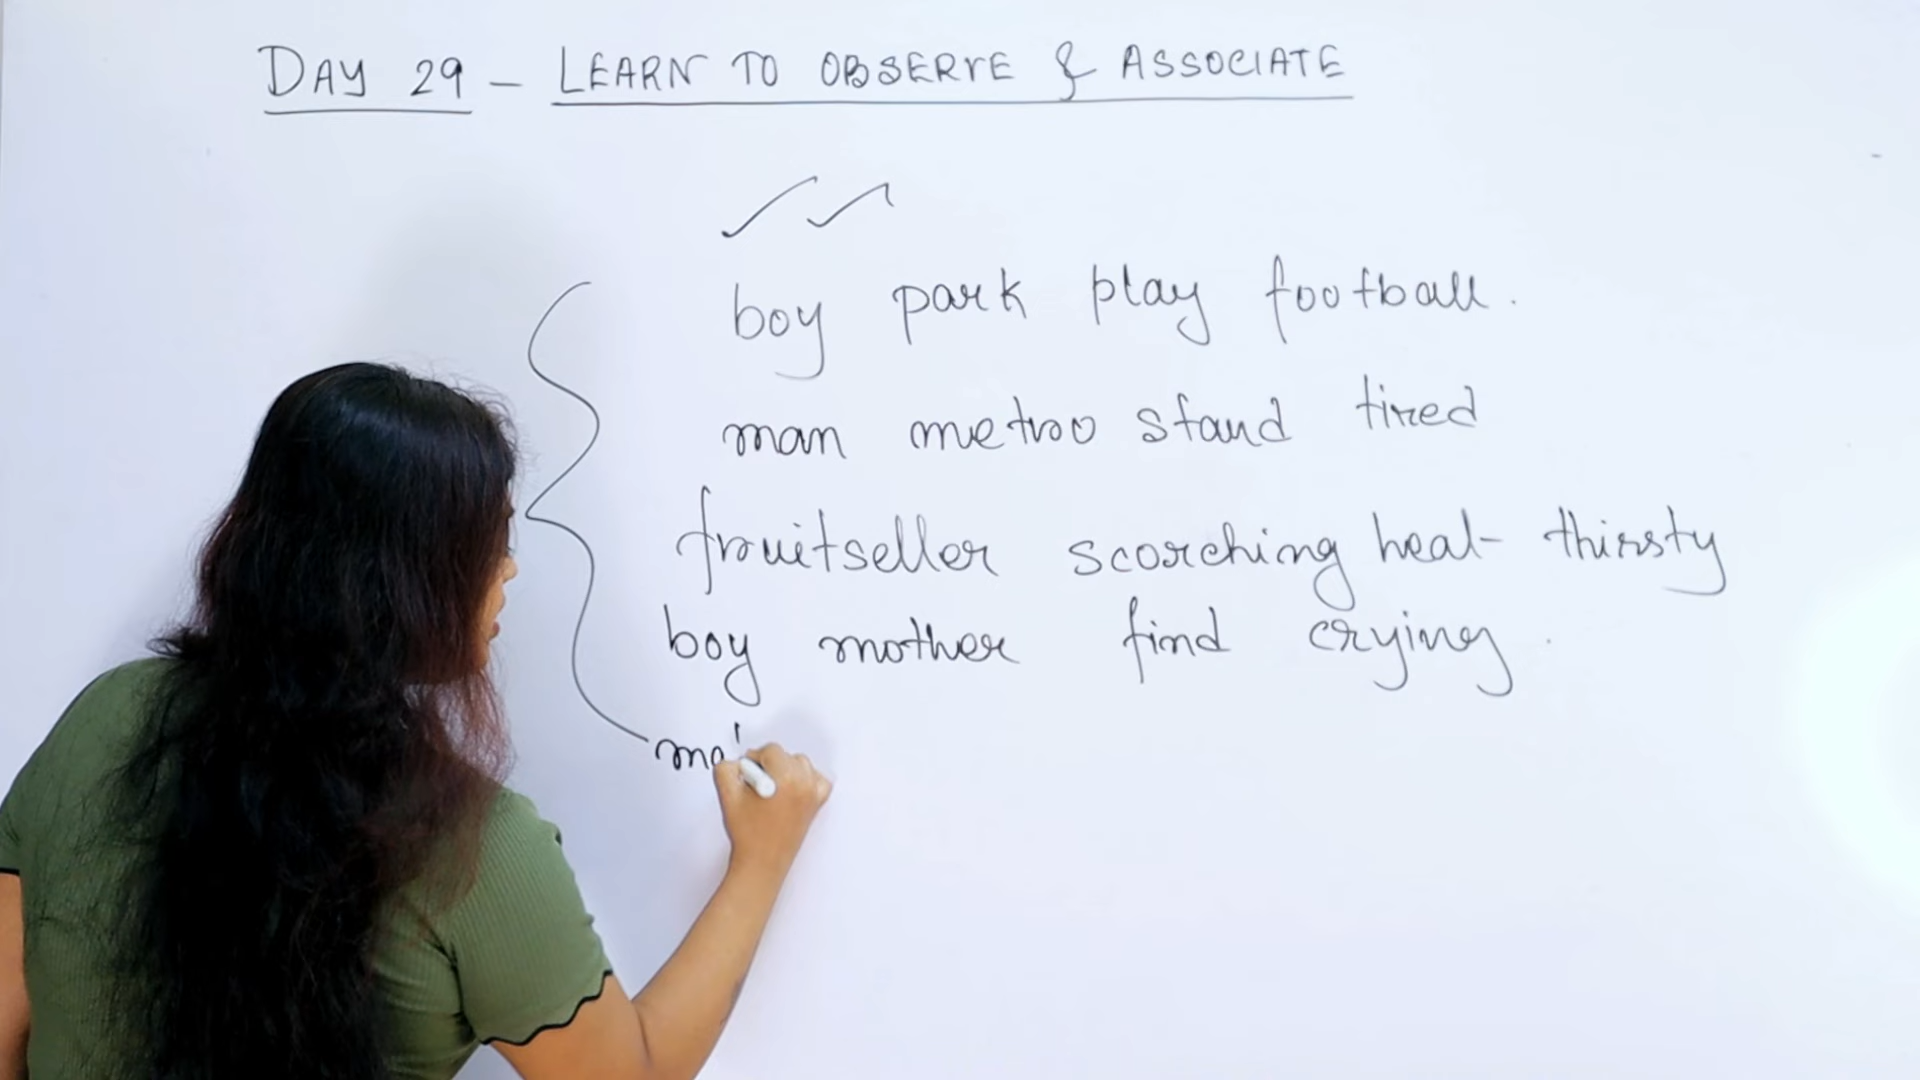 DAY 29 - LEARN TO OBSERVE & ASSOCIATE
boy park play football.
man metro stand tired
fruitseller scorching heat thirsty
boy mother find crying.